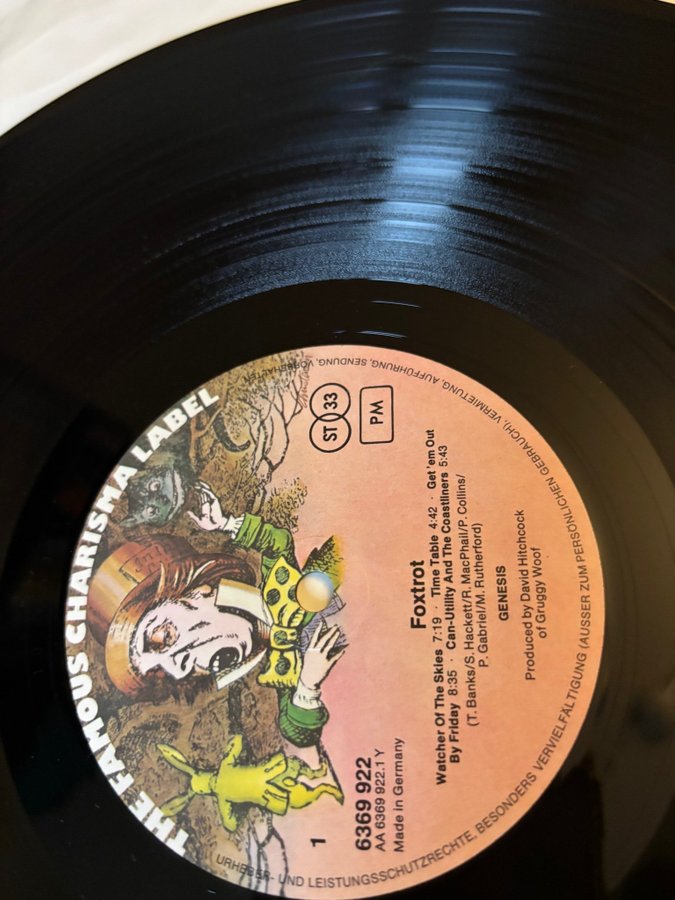 THE FAMOUS CHARISMA LABEL
ST 33
PM
Foxtrot
Watcher Of The Skies 7:19 · Time Table 4:42 · Get 'em Out
By Friday 8:35 · Can-Utility And The Coastliners 5:43
(T. Banks/S. Hackett/R. MacPhail/P. Collins/
P. Gabriel/M. Rutherford)
GENESIS
Produced by David Hitchcock
of Gruggy Woof
1
6369 922
AA 6369 922.1 Y
Made in Germany
URHEBER- UND LEISTUNGSSCHUTZRECHTE, BESONDERS VERVIELFÄLTIGUNG (AUSSER ZUM PERSÖNLICHEN GEBRAUCH), VERMIETUNG, AUFFÜHRUNG, SENDUNG, VORBEHALTEN